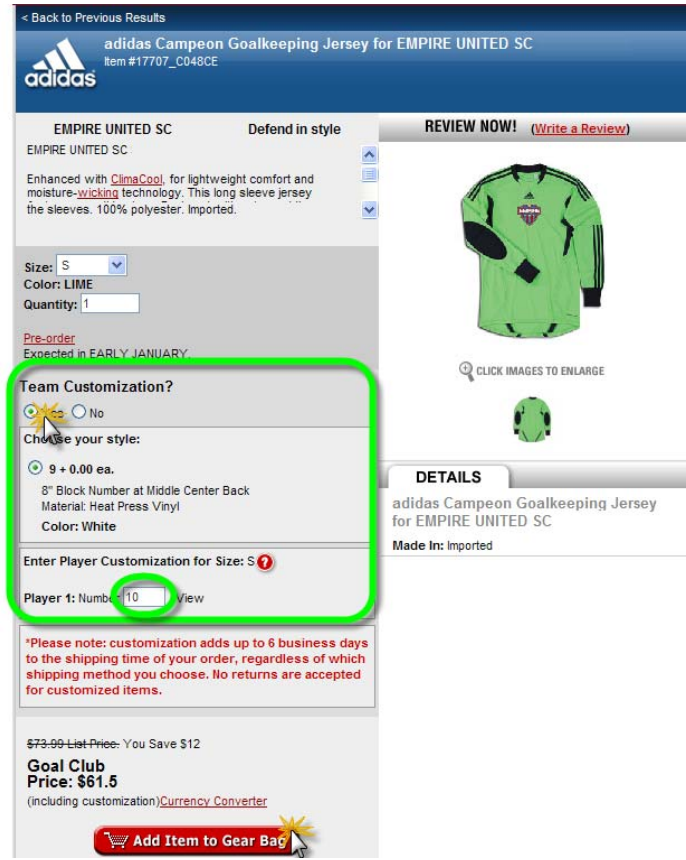 < Back to Previous Results
adidas Campeon Goalkeeping Jersey for EMPIRE UNITED SC
Item #17707_C048CE
adidas
EMPIRE UNITED SC Defend in style
EMPIRE UNITED SC
Enhanced with ClimaCool, for lightweight comfort and
moisture-wicking technology. This long sleeve jersey
the sleeves. 100% polyester. Imported.
Size: S
Color: LIME
Quantity: 1
Pre-order
Expected in EARLY JANUARY.
Team Customization?
Yes No
Choose your style:
9 + 0.00 ea.
8" Block Number at Middle Center Back
Material: Heat Press Vinyl
Color: White
Enter Player Customization for Size: S ?
Player 1: Number 10 View
*Please note: customization adds up to 6 business days
to the shipping time of your order, regardless of which
shipping method you choose. No returns are accepted
for customized items.
$73.99 List Price. You Save $12
Goal Club
Price: $61.5
(including customization)Currency Converter
Add Item to Gear Bag
REVIEW NOW! (Write a Review)
CLICK IMAGES TO ENLARGE
DETAILS
adidas Campeon Goalkeeping Jersey
for EMPIRE UNITED SC
Made In: Imported